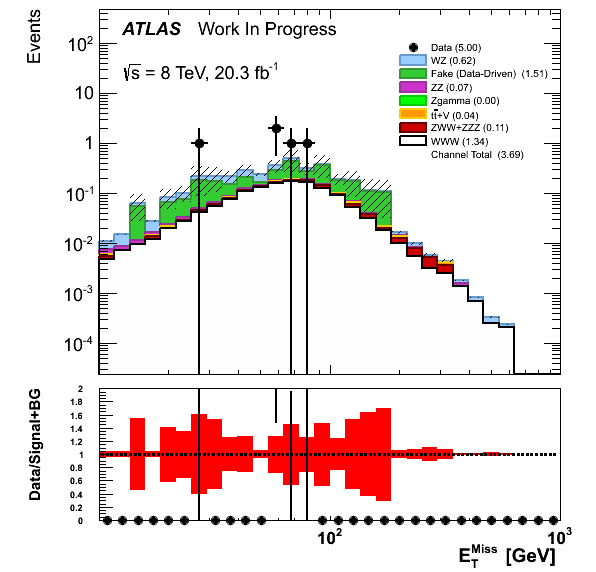 Events
ATLAS Work In Progress
√s = 8 TeV, 20.3 fb⁻¹
Data (5.00)
WZ (0.62)
Fake (Data-Driven) (1.51)
ZZ (0.07)
Zgamma (0.00)
tt̄+V (0.04)
ZWW+ZZZ (0.11)
WWW (1.34)
Channel Total (3.69)
10²
10
1
10⁻¹
10⁻²
10⁻³
10⁻⁴
Data/Signal+BG
2
1.8
1.6
1.4
1.2
1
0.8
0.6
0.4
0.2
0
10² 10³
E_T^Miss [GeV]